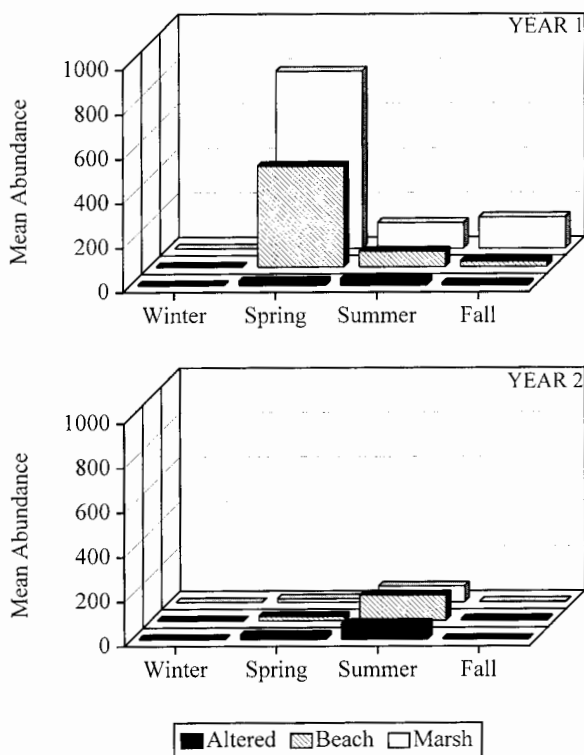 YEAR 1
Mean Abundance
1000
800
600
400
200
0
Winter Spring Summer Fall
YEAR 2
Mean Abundance
1000
800
600
400
200
0
Winter Spring Summer Fall
Altered Beach Marsh